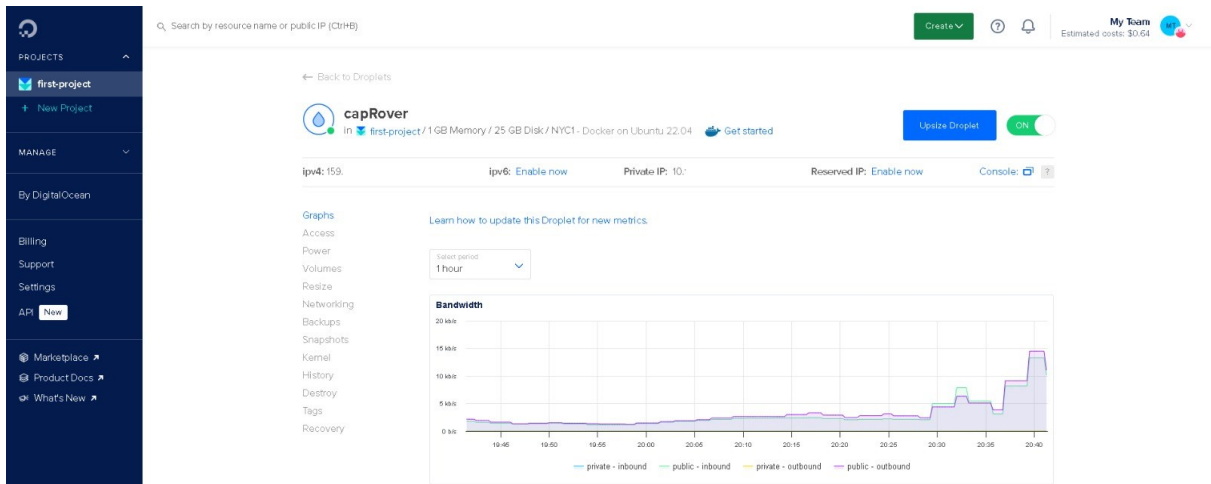 Search by resource name or public IP (Ctrl+B)
Create
My Team
Estimated costs: $0.64
MT
PROJECTS
first-project
+ New Project
MANAGE
By DigitalOcean
Billing
Support
Settings
API New
Marketplace
Product Docs
What's New
← Back to Droplets
capRover
in first-project / 1 GB Memory / 25 GB Disk / NYC1 - Docker on Ubuntu 22.04 Get started
Upsize Droplet
ON
ipv4: 159. ipv6: Enable now Private IP: 10. Reserved IP: Enable now Console: ?
Graphs
Access
Power
Volumes
Resize
Networking
Backups
Snapshots
Kernel
History
Destroy
Tags
Recovery
Learn how to update this Droplet for new metrics.
Select period
1 hour
Bandwidth
20 kb/s
15 kb/s
10 kb/s
5 kb/s
0 b/s
19:45 19:50 19:55 20:00 20:05 20:10 20:15 20:20 20:25 20:30 20:35 20:40
private - inbound public - inbound private - outbound public - outbound